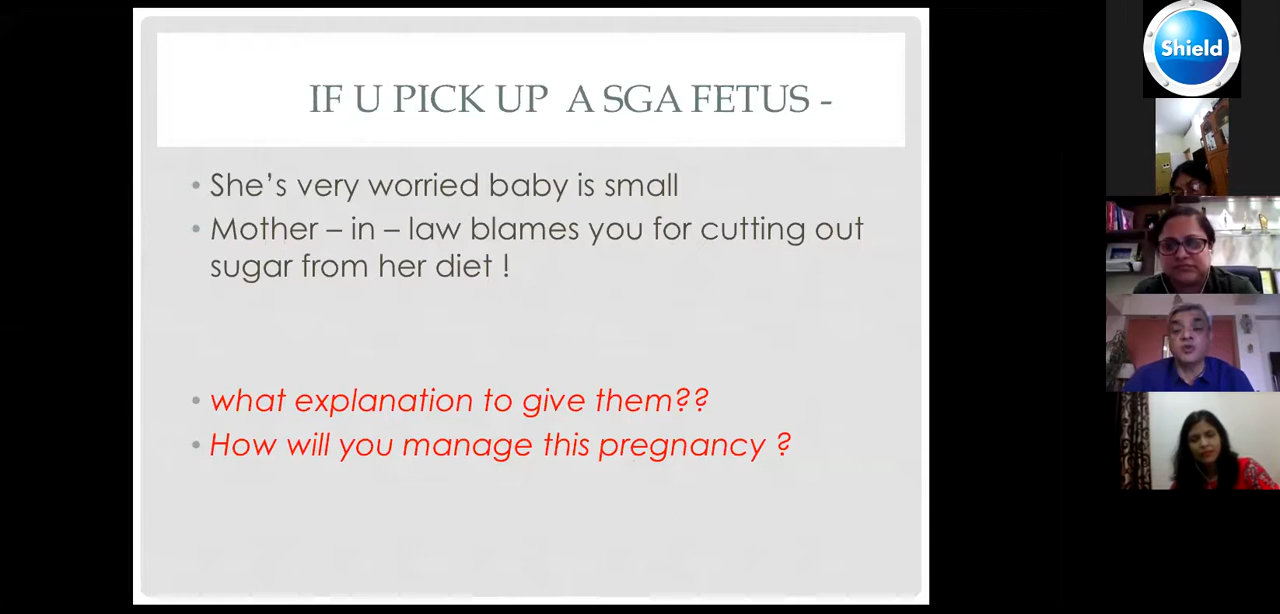 IF U PICK UP A SGA FETUS -
• She's very worried baby is small
• Mother – in – law blames you for cutting out
sugar from her diet !
• what explanation to give them??
• How will you manage this pregnancy ?
Shield